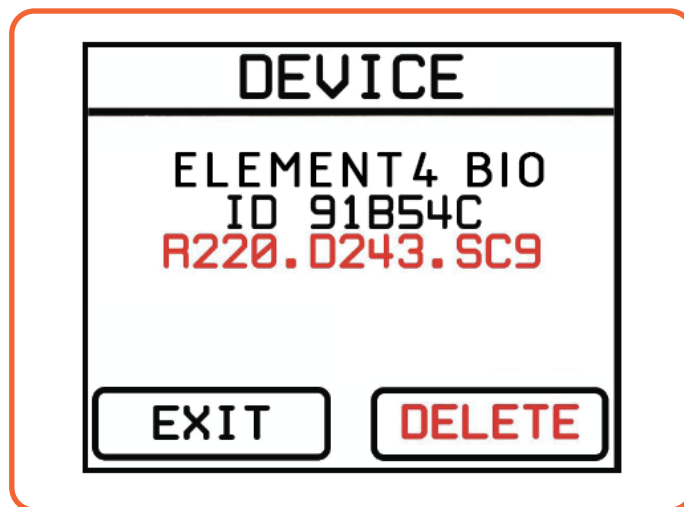 DEVICE
ELEMENT4 BIO
ID 91B54C
R220.D243.SC9
EXIT
DELETE